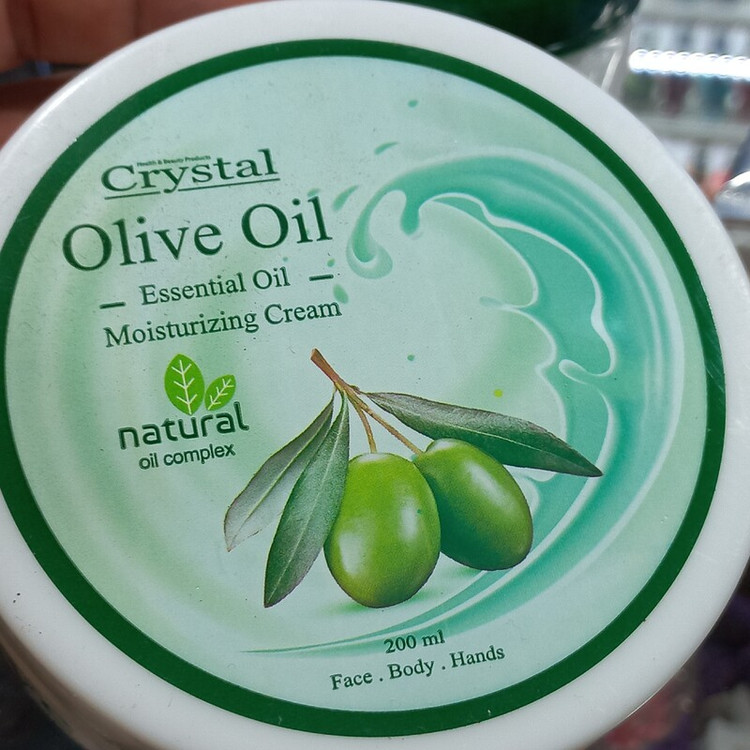 Health & Beauty Products
Crystal
Olive Oil
Essential Oil
Moisturizing Cream
natural
oil complex
200 ml
Face . Body . Hands